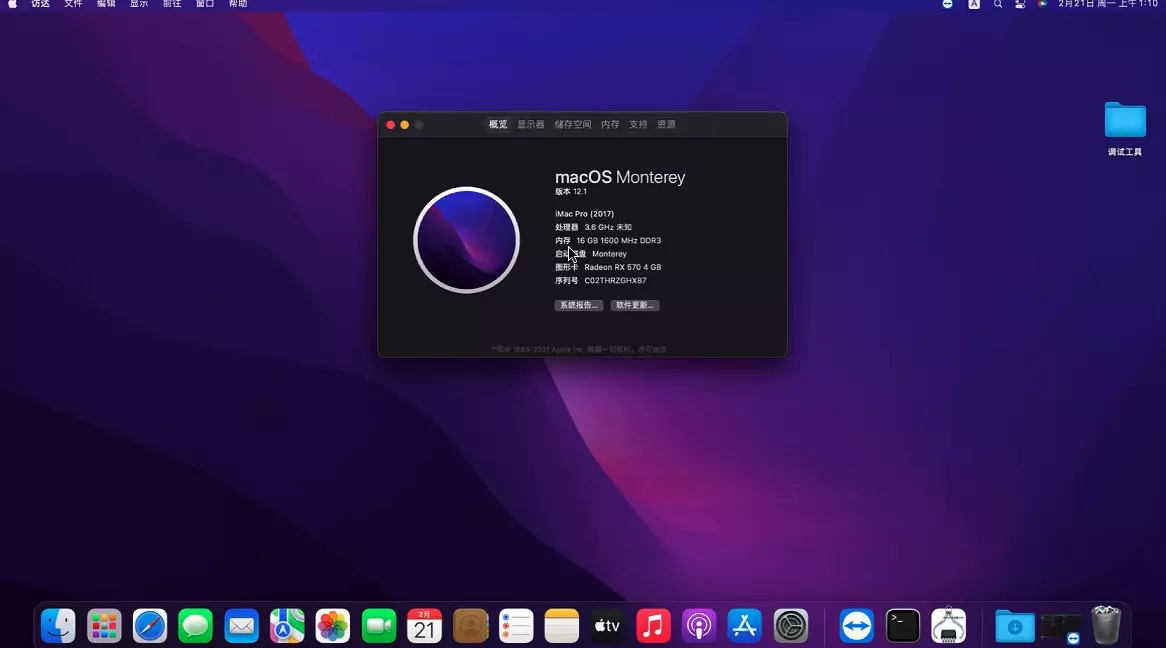 访达 文件 编辑 显示 前往 窗口 帮助 A 2月21日 周一 上午1:10
概览 显示器 储存空间 内存 支持 资源
调试工具
macOS Monterey
版本 12.1
iMac Pro (2017)
处理器 3.6 GHz 未知
内存 16 GB 1600 MHz DDR3
启动 盘 Monterey
图形卡 Radeon RX 570 4 GB
序列号 C02THRZGHX87
系统报告... 软件更新...
™和© 1983-2021 Apple Inc. 保留一切权利。许可协议
2月
21
tv
>_